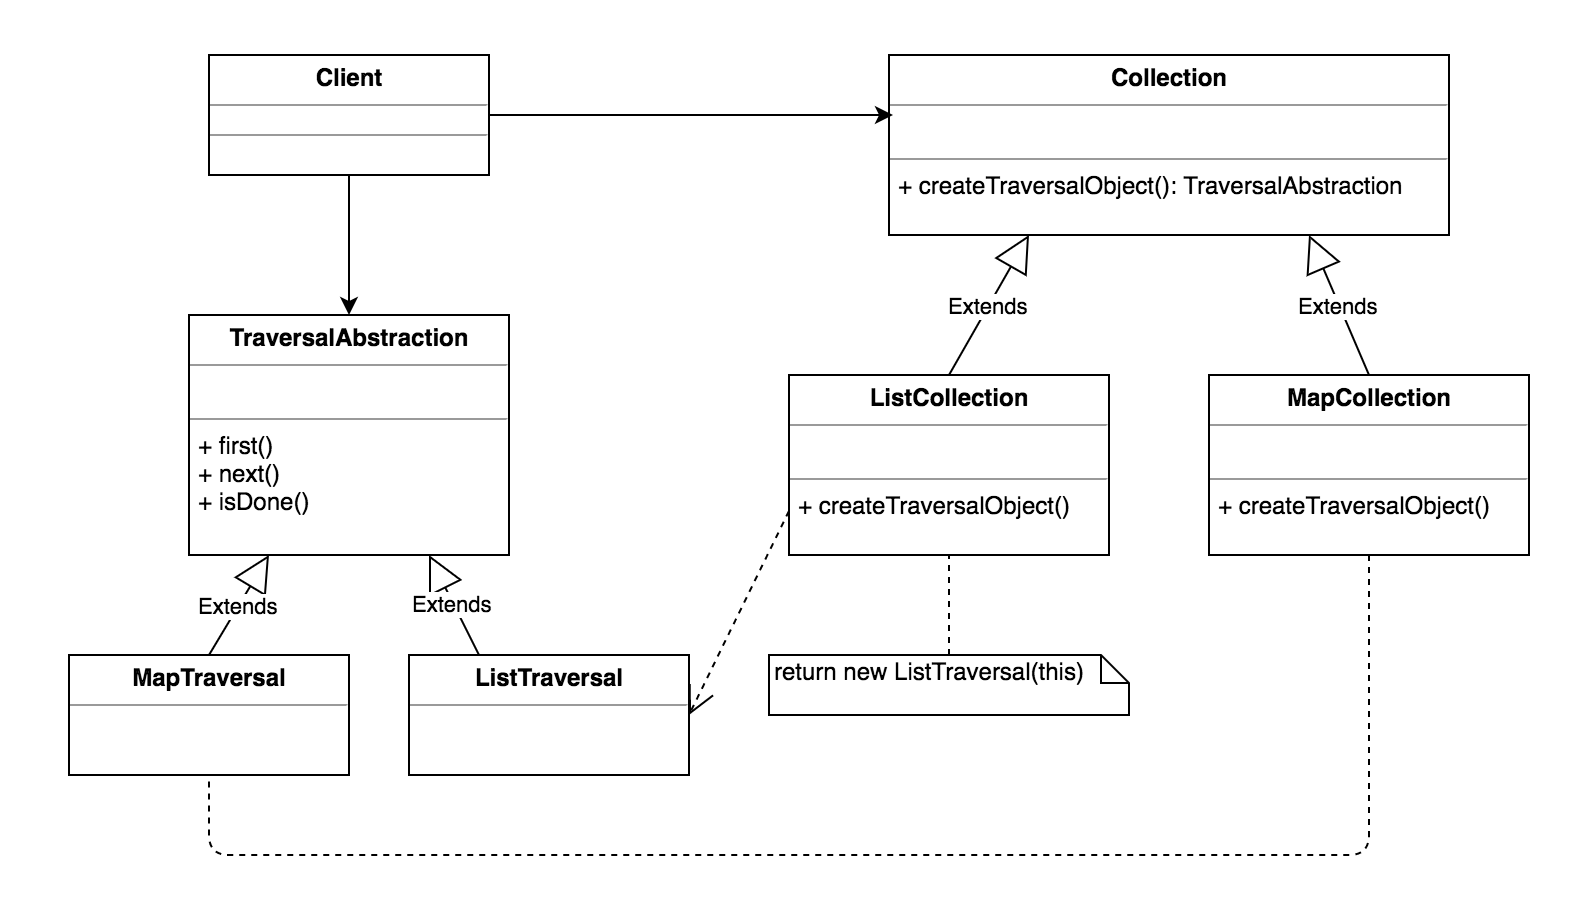 Client
Collection
+ createTraversalObject(): TraversalAbstraction
Extends
Extends
TraversalAbstraction
+ first()
+ next()
+ isDone()
ListCollection
+ createTraversalObject()
MapCollection
+ createTraversalObject()
Extends
Extends
MapTraversal
ListTraversal
return new ListTraversal(this)